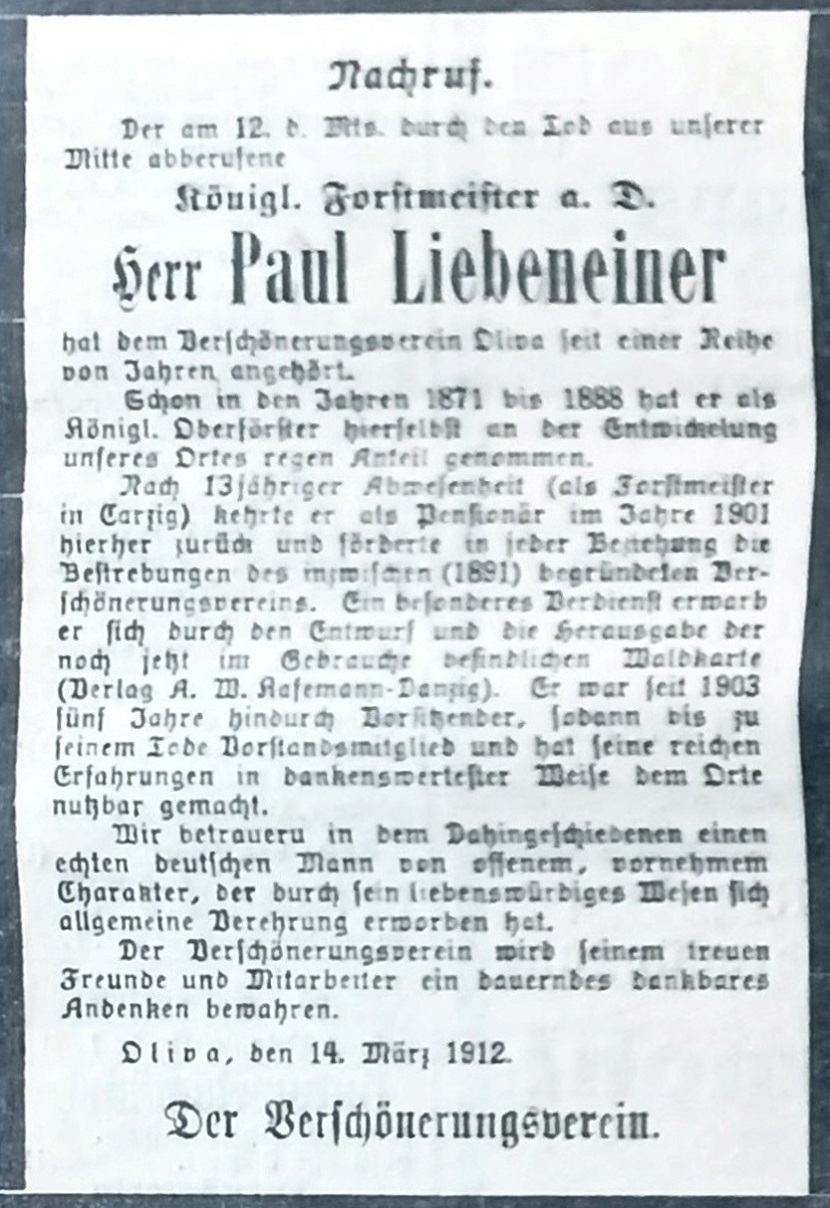 Nachruf.
Der am 12. d. Mts. durch den Tod aus unserer
Mitte abberufene
Königl. Forstmeister a. D.
Herr Paul Liebeneiner
hat dem Verschönerungsverein Oliva seit einer Reihe
von Jahren angehört.
Schon in den Jahren 1871 bis 1888 hat er als
Königl. Oberförster hierselbst an der Entwickelung
unseres Ortes regen Anteil genommen.
Nach 13jähriger Abwesenheit (als Forstmeister
in Carzig) kehrte er als Pensionär im Jahre 1901
hierher zurück und förderte in jeder Beziehung die
Bestrebungen des inzwischen (1891) begründeten Ver-
schönerungsvereins. Ein besonderes Verdienst erwarb
er sich durch den Entwurf und die Herausgabe der
noch jetzt im Gebrauche befindlichen Waldkarte
(Verlag A. W. Kafemann-Danzig). Er war seit 1903
fünf Jahre hindurch Vorsitzender, sodann bis zu
seinem Tode Vorstandsmitglied und hat seine reichen
Erfahrungen in dankenswertester Weise dem Orte
nutzbar gemacht.
Wir betraueru in dem Dahingeschiedenen einen
echten deutschen Mann von offenem, vornehmem
Charakter, der durch sein liebenswürdiges Wesen sich
allgemeine Verehrung erworben hat.
Der Verschönerungsverein wird seinem treuen
Freunde und Mitarbeiter ein dauerndes dankbares
Andenken bewahren.
Oliva, den 14. März 1912.
Der Verschönerungsverein.